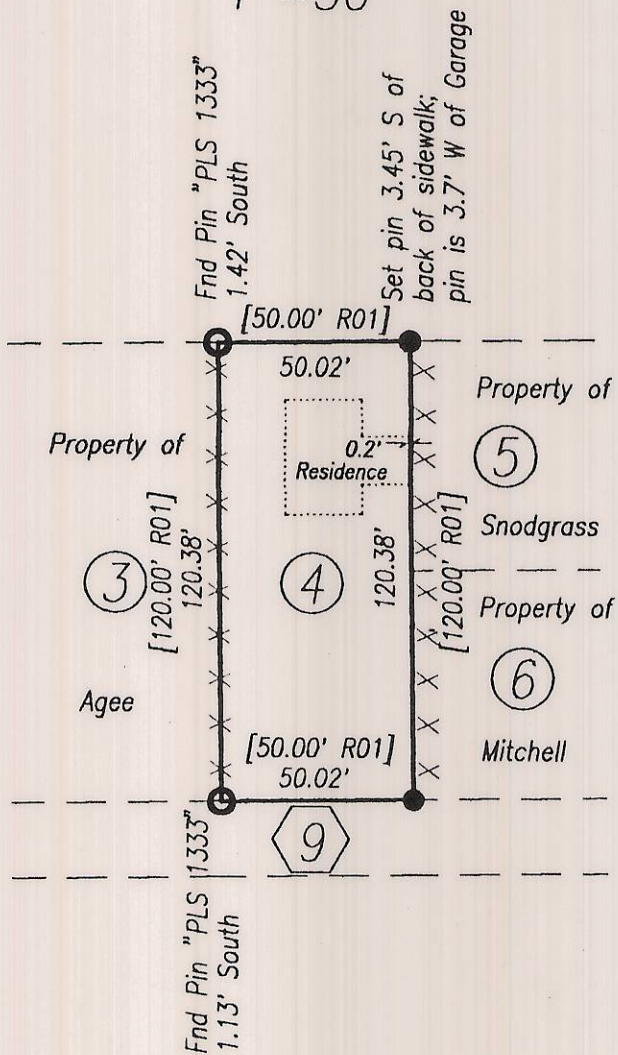 Fnd Pin "PLS 1333"
1.42' South
Set pin 3.45' S of
back of sidewalk;
pin is 3.7' W of Garage
[50.00' R01]
50.02'
Property of
3
Agee
[120.00' R01]
120.38'
0.2'
Residence
4
120.38'
[120.00' R01]
Property of
5
Snodgrass
Property of
6
Mitchell
[50.00' R01]
50.02'
9
Fnd Pin "PLS 1333"
1.13' South